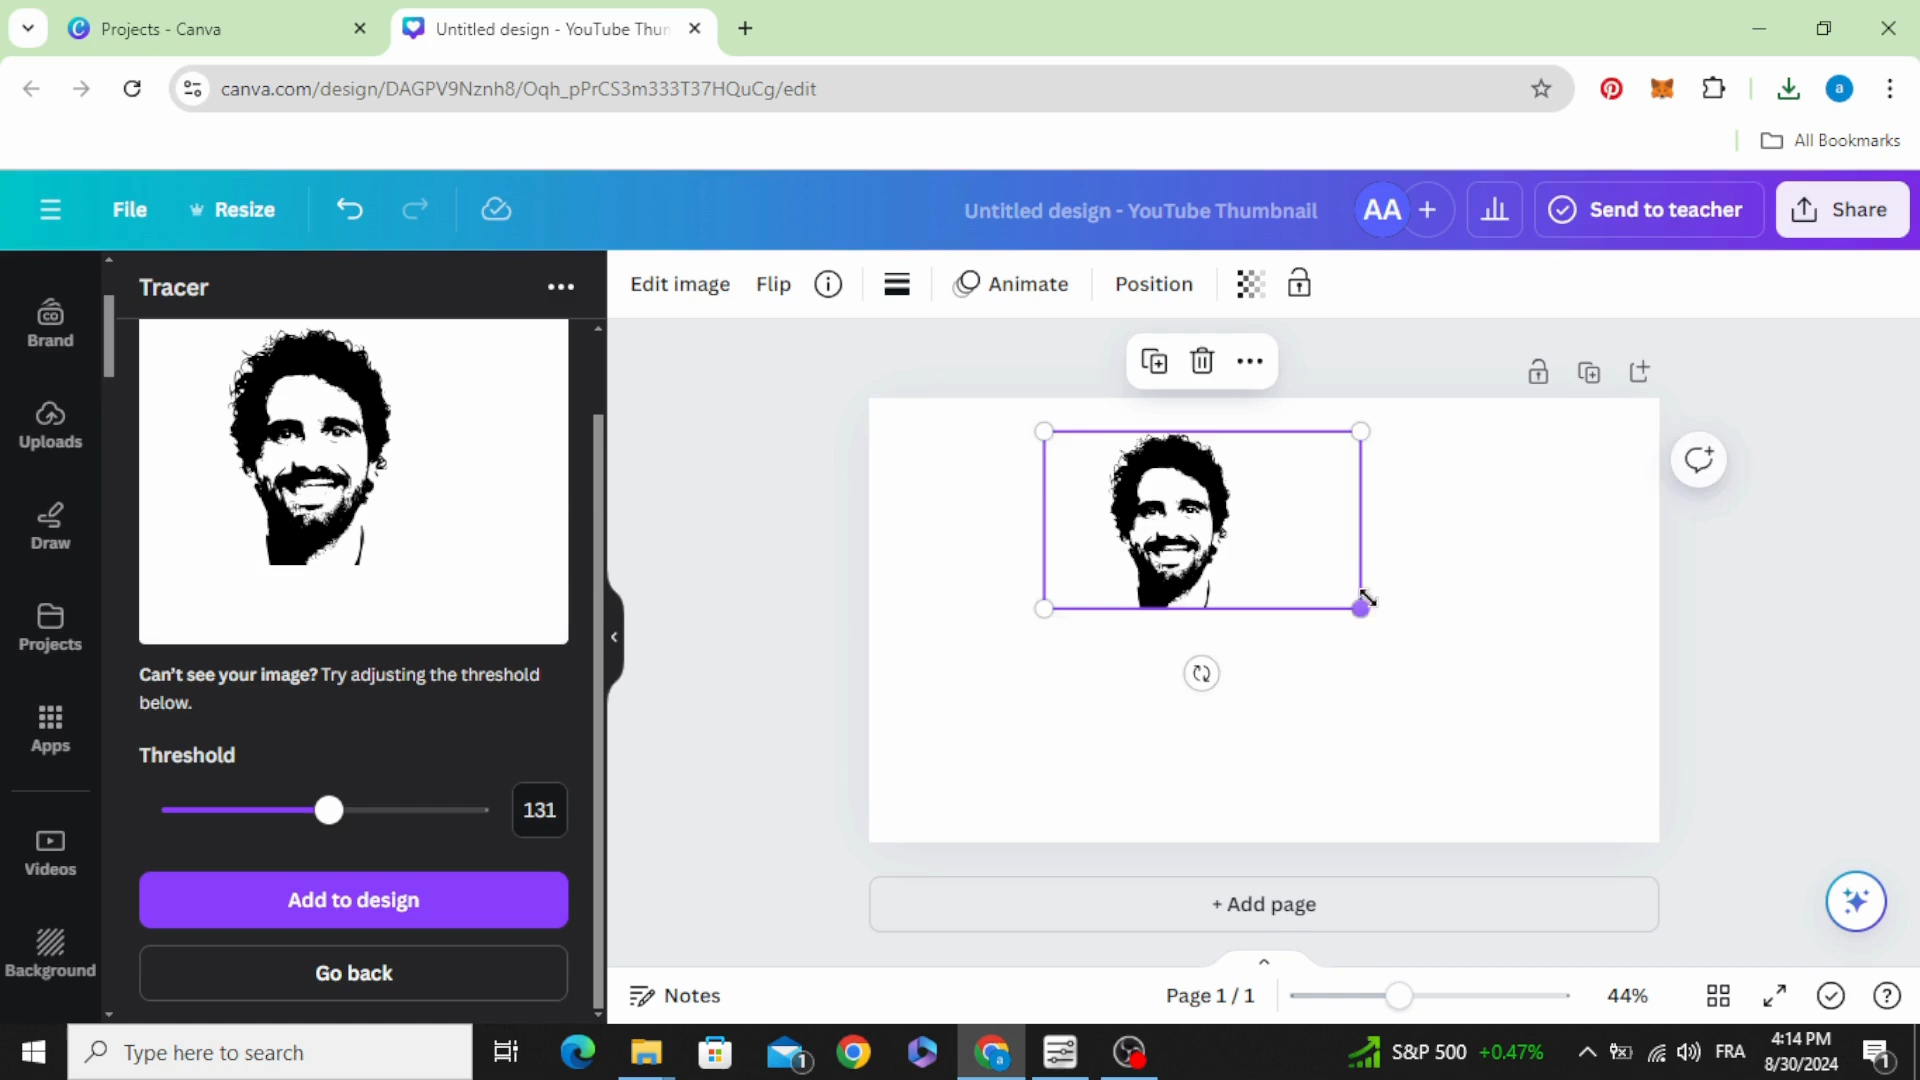 Projects - Canva
Untitled design - YouTube Thun
canva.com/design/DAGPV9Nznh8/Oqh_pPrCS3m333T37HQuCg/edit
a
All Bookmarks
File
Resize
Untitled design - YouTube Thumbnail
AA
Send to teacher
Share
Tracer
Edit image
Flip
Animate
Position
CO
Brand
Uploads
Draw
Projects
Apps
Videos
Background
Can't see your image? Try adjusting the threshold
below.
Threshold
131
Add to design
Go back
+ Add page
Notes
Page 1 / 1
44%
Type here to search
1
a
S&P 500 +0.47%
FRA
4:14 PM
8/30/2024
1